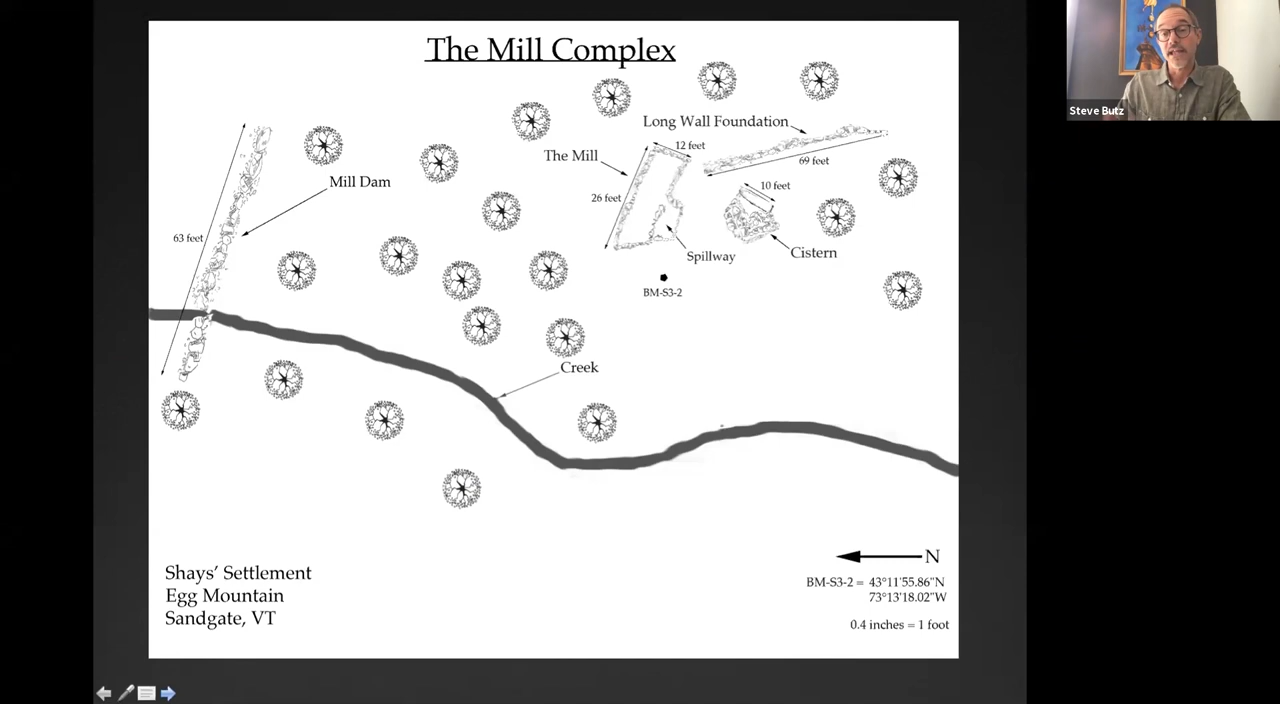 The Mill Complex
Steve Butz
Long Wall Foundation
12 feet
The Mill
69 feet
Mill Dam
10 feet
26 feet
63 feet
Spillway
Cistern
BM-S3-2
Creek
N
Shays' Settlement
Egg Mountain
Sandgate, VT
BM-S3-2 = 43°11'55.86"N
73°13'18.02"W
0.4 inches = 1 foot